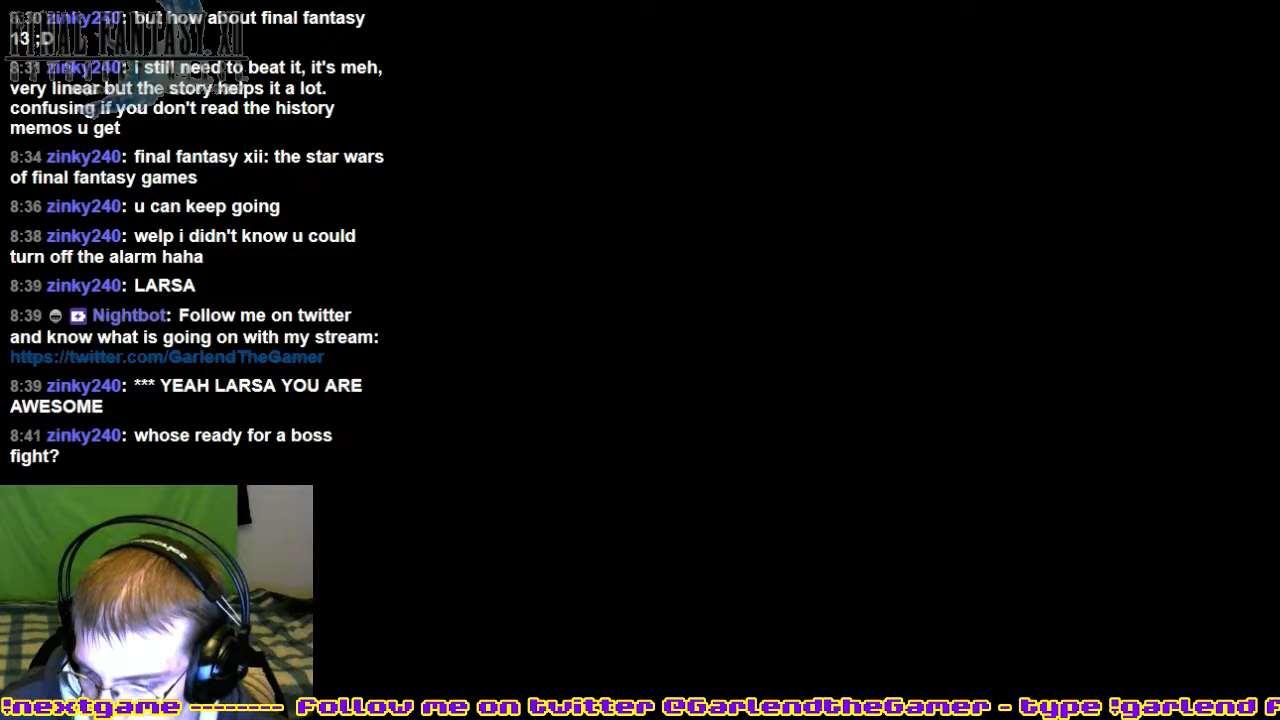 8:30 zinky240: but how about final fantasy
13 ;D
FINAL FANTASY XII
8:31 zinky240: i still need to beat it, it's meh,
very linear but the story helps it a lot.
confusing if you don't read the history
memos u get
8:34 zinky240: final fantasy xii: the star wars
of final fantasy games
8:36 zinky240: u can keep going
8:38 zinky240: welp i didn't know u could
turn off the alarm haha
8:39 zinky240: LARSA
8:39 Nightbot: Follow me on twitter
and know what is going on with my stream:
https://twitter.com/GarlendTheGamer
8:39 zinky240: *** YEAH LARSA YOU ARE
AWESOME
8:41 zinky240: whose ready for a boss
fight?
!nextgame -------- Follow me on twitter @GarlendtheGamer - type !garlend